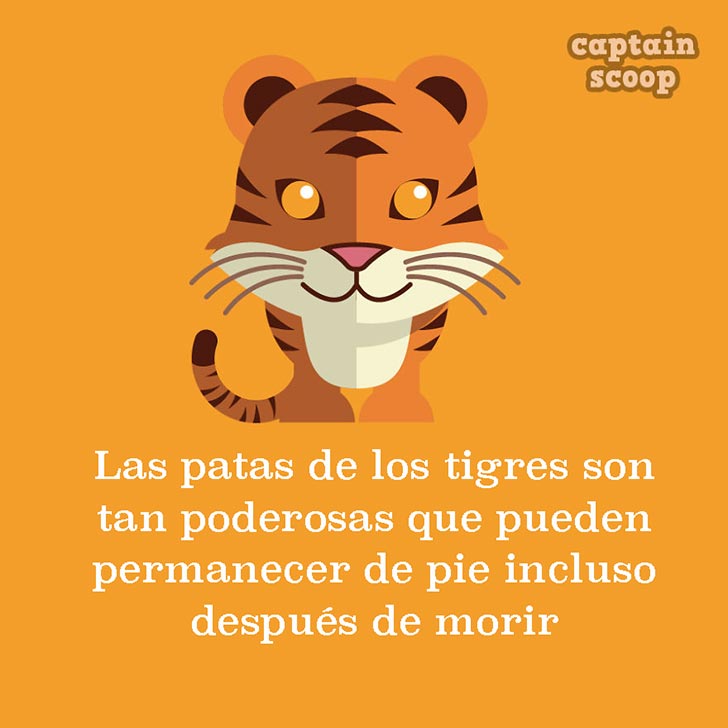 captain
scoop
Las patas de los tigres son
tan poderosas que pueden
permanecer de pie incluso
después de morir